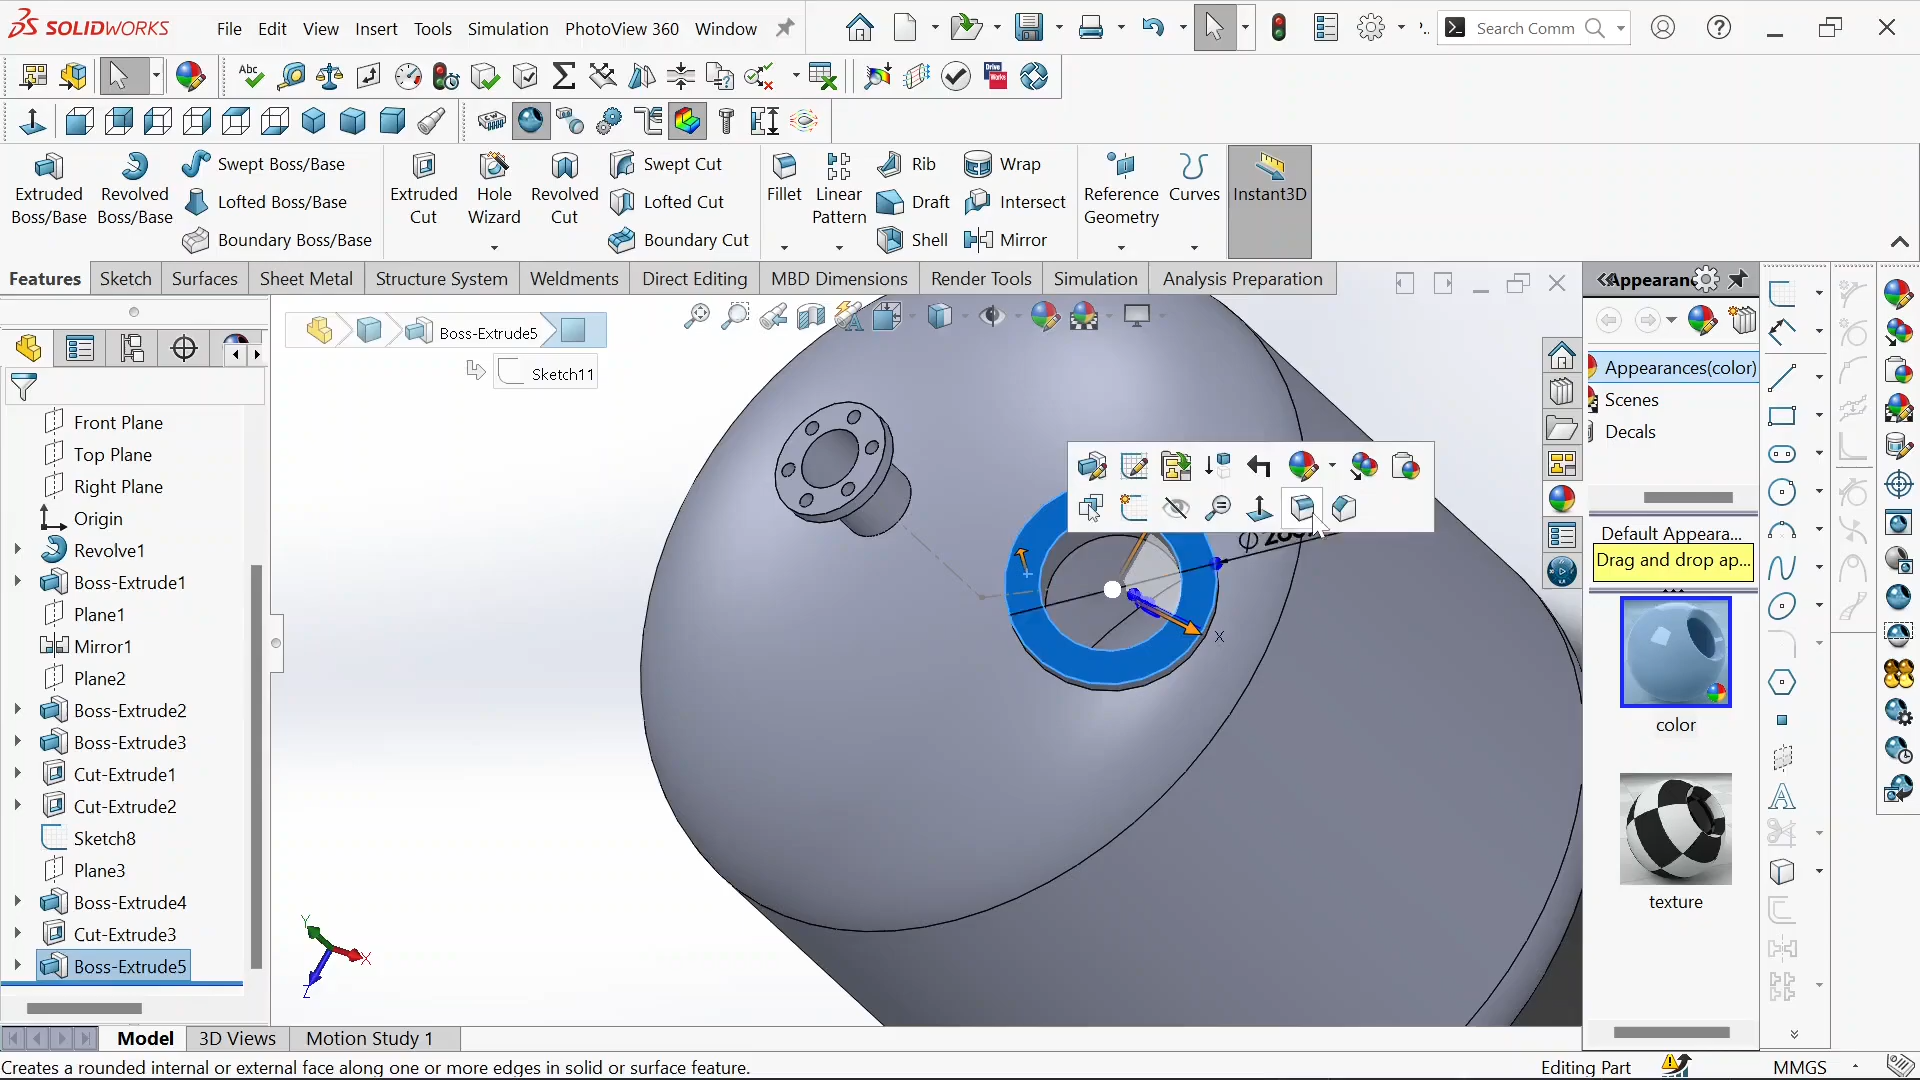 SOLIDWORKS
File Edit View Insert Tools Simulation PhotoView 360 Window
Search Comm
Extruded Boss/Base
Revolved Boss/Base
Swept Boss/Base
Lofted Boss/Base
Boundary Boss/Base
Extruded Cut
Hole Wizard
Revolved Cut
Swept Cut
Lofted Cut
Boundary Cut
Fillet
Linear Pattern
Rib
Draft
Shell
Wrap
Intersect
Mirror
Reference Geometry
Curves
Instant3D
Features Sketch Surfaces Sheet Metal Structure System Weldments Direct Editing MBD Dimensions Render Tools Simulation Analysis Preparation
Boss-Extrude5
Sketch11
Front Plane
Top Plane
Right Plane
Origin
Revolve1
Boss-Extrude1
Plane1
Mirror1
Plane2
Boss-Extrude2
Boss-Extrude3
Cut-Extrude1
Cut-Extrude2
Sketch8
Plane3
Boss-Extrude4
Cut-Extrude3
Boss-Extrude5
X
Y
X
Z
Appearan
Appearances(color)
Scenes
Decals
Default Appeara...
Drag and drop ap...
color
texture
Model 3D Views Motion Study 1
Creates a rounded internal or external face along one or more edges in solid or surface feature.
Editing Part
MMGS